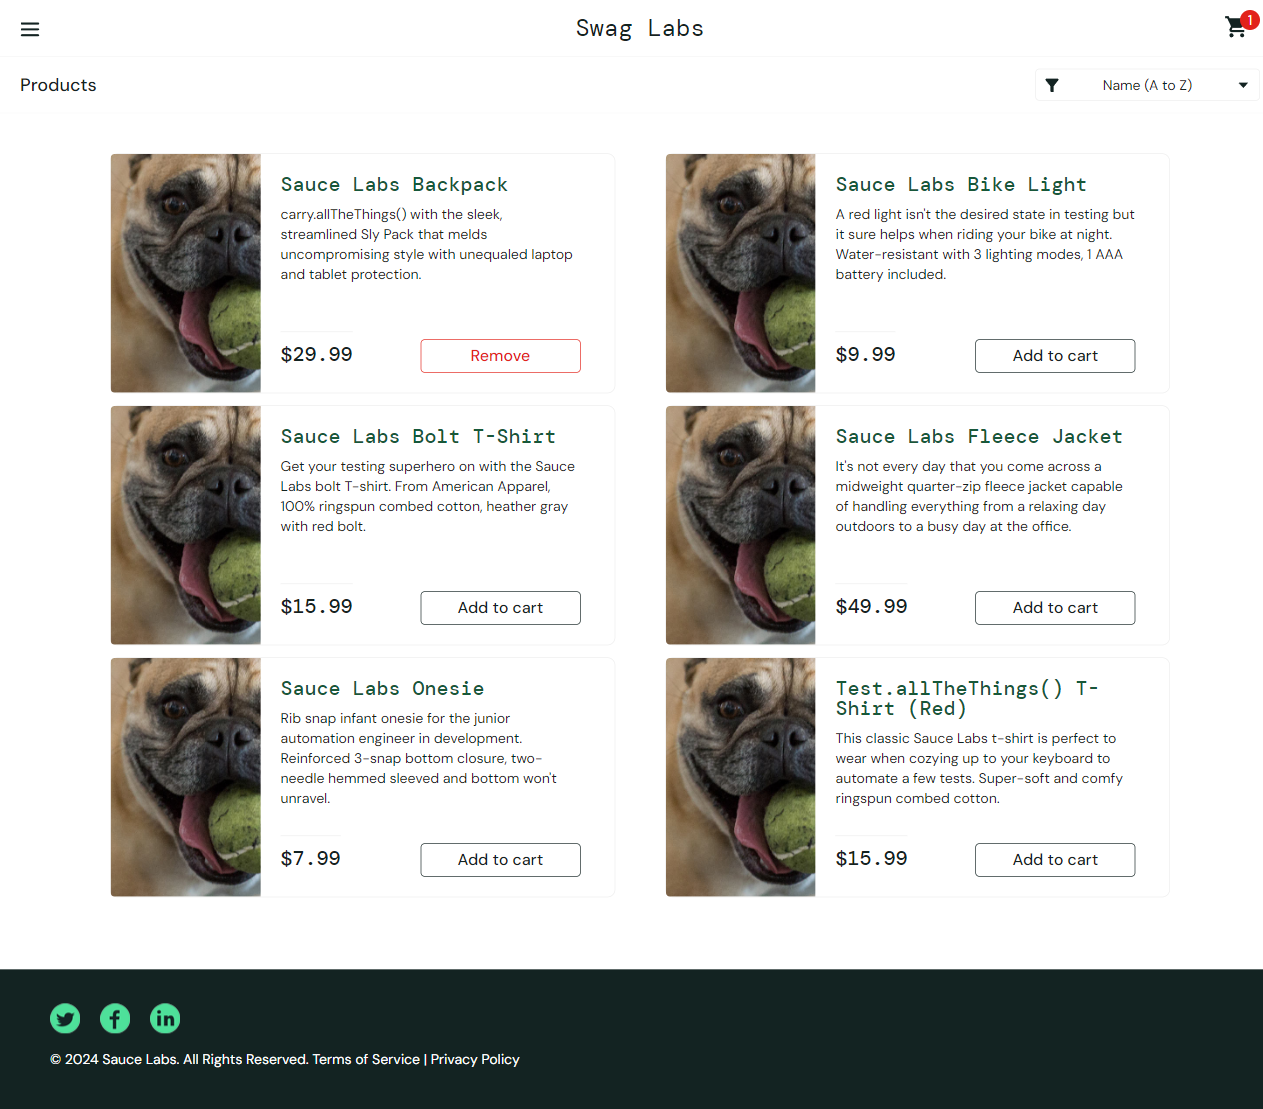 Swag Labs
1
Products
Name (A to Z)
Sauce Labs Backpack
carry.allTheThings() with the sleek,
streamlined Sly Pack that melds
uncompromising style with unequaled laptop
and tablet protection.
$29.99
Remove
Sauce Labs Bike Light
A red light isn't the desired state in testing but
it sure helps when riding your bike at night.
Water-resistant with 3 lighting modes, 1 AAA
battery included.
$9.99
Add to cart
Sauce Labs Bolt T-Shirt
Get your testing superhero on with the Sauce
Labs bolt T-shirt. From American Apparel,
100% ringspun combed cotton, heather gray
with red bolt.
$15.99
Add to cart
Sauce Labs Fleece Jacket
It's not every day that you come across a
midweight quarter-zip fleece jacket capable
of handling everything from a relaxing day
outdoors to a busy day at the office.
$49.99
Add to cart
Sauce Labs Onesie
Rib snap infant onesie for the junior
automation engineer in development.
Reinforced 3-snap bottom closure, two-
needle hemmed sleeved and bottom won't
unravel.
$7.99
Add to cart
Test.allTheThings() T-
Shirt (Red)
This classic Sauce Labs t-shirt is perfect to
wear when cozying up to your keyboard to
automate a few tests. Super-soft and comfy
ringspun combed cotton.
$15.99
Add to cart
© 2024 Sauce Labs. All Rights Reserved. Terms of Service | Privacy Policy